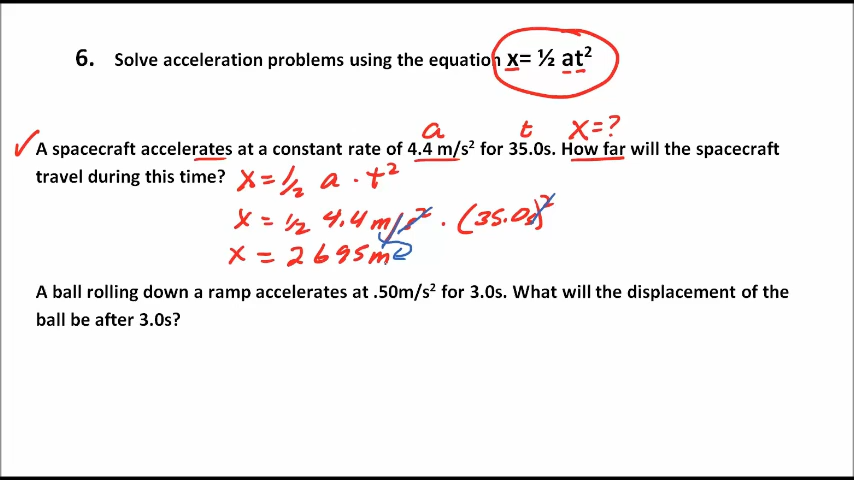 6. Solve acceleration problems using the equation x= ½ at²
a t x=?
A spacecraft accelerates at a constant rate of 4.4 m/s² for 35.0s. How far will the spacecraft
travel during this time? x = 1/2 a · t²
x = 1/2 4.4 m/s² · (35.0s)²
x = 2695m
A ball rolling down a ramp accelerates at .50m/s² for 3.0s. What will the displacement of the
ball be after 3.0s?